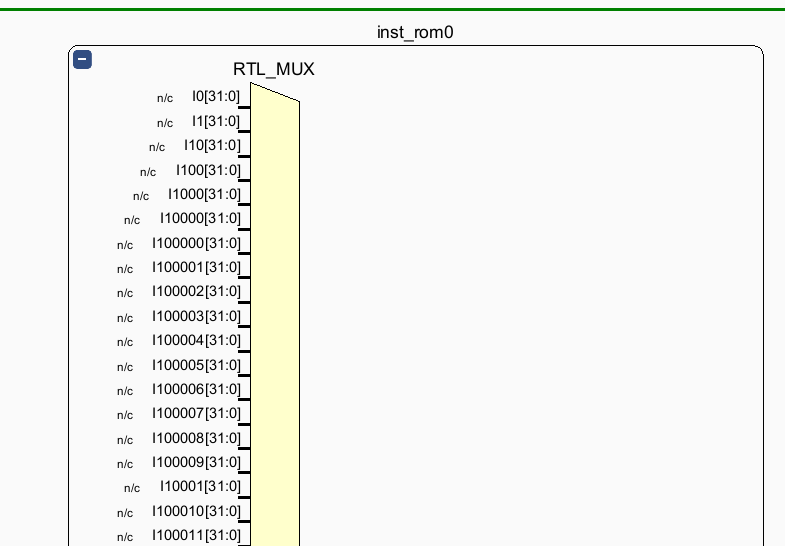 inst_rom0
RTL_MUX
n/c I0[31:0]
n/c I1[31:0]
n/c I10[31:0]
n/c I100[31:0]
n/c I1000[31:0]
n/c I10000[31:0]
n/c I100000[31:0]
n/c I100001[31:0]
n/c I100002[31:0]
n/c I100003[31:0]
n/c I100004[31:0]
n/c I100005[31:0]
n/c I100006[31:0]
n/c I100007[31:0]
n/c I100008[31:0]
n/c I100009[31:0]
n/c I10001[31:0]
n/c I100010[31:0]
n/c I100011[31:0]